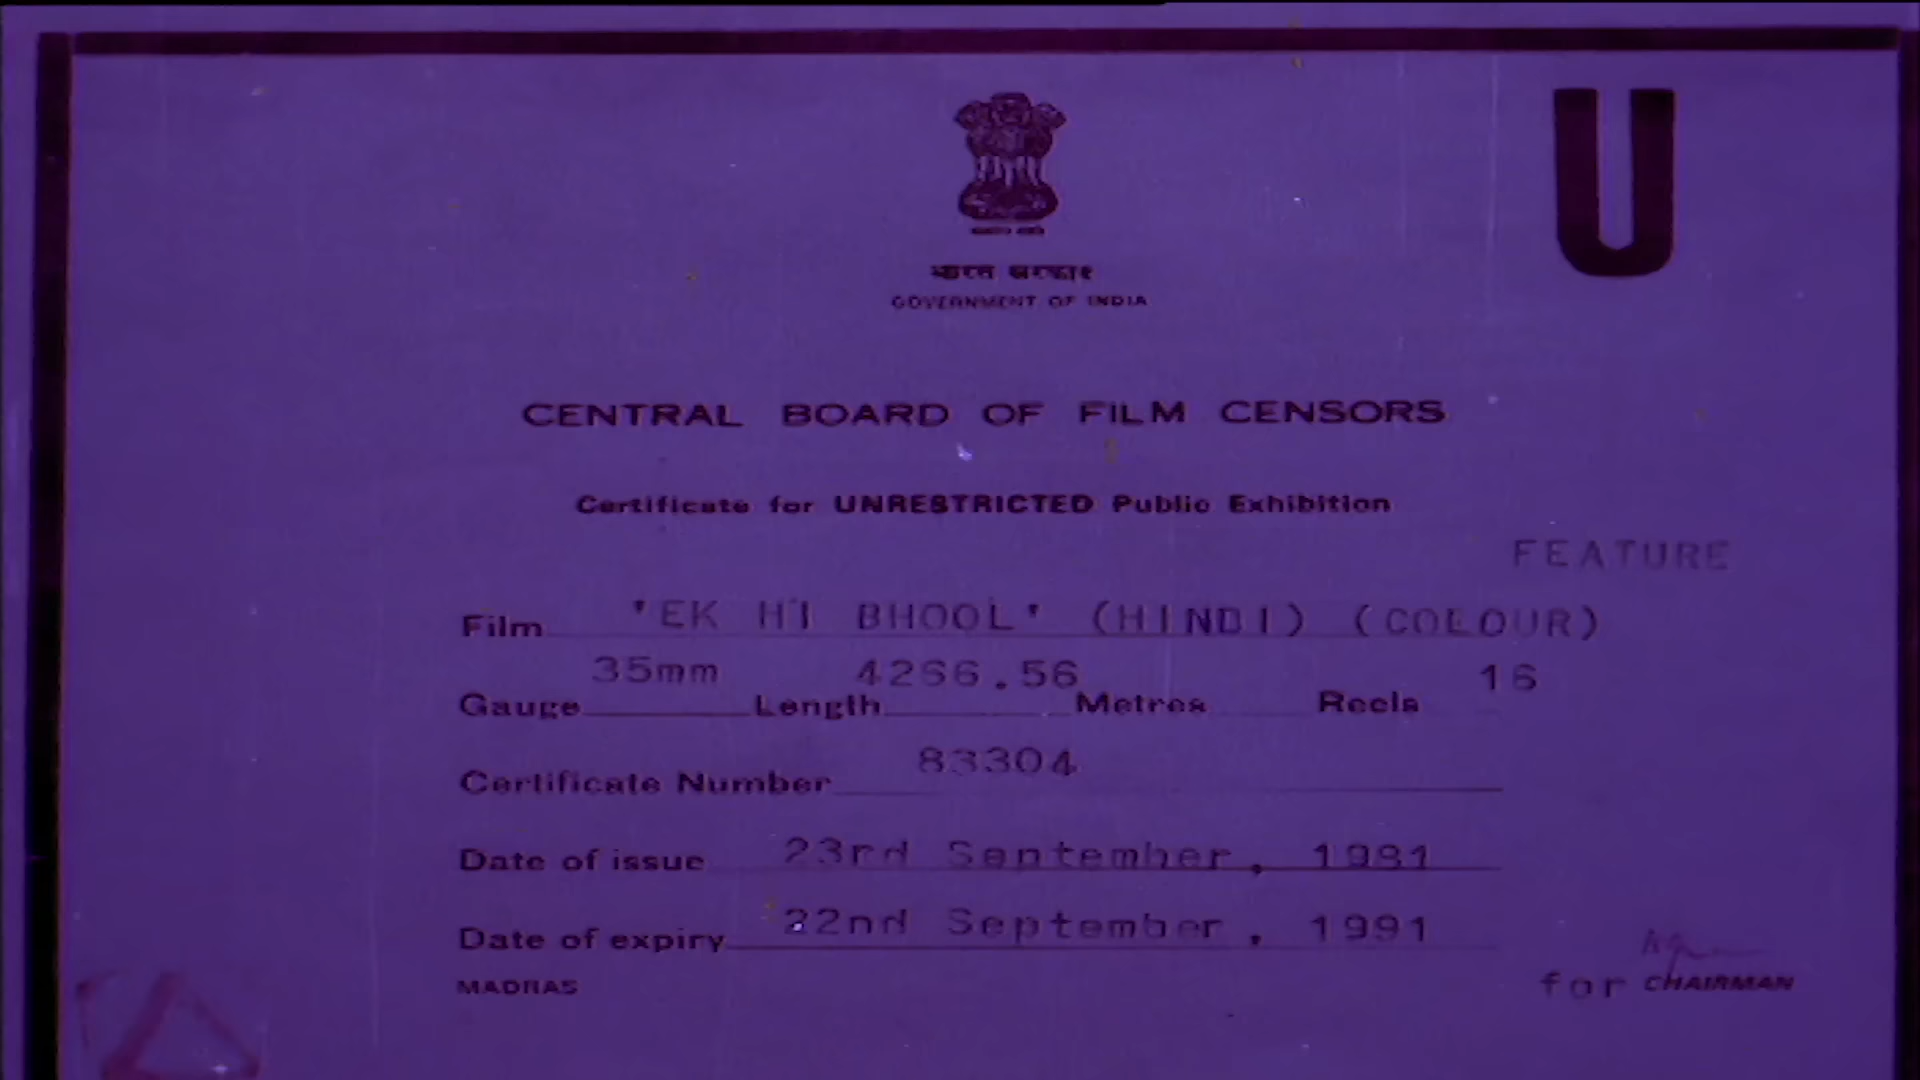 U
भारत सरकार
GOVERNMENT OF INDIA
CENTRAL BOARD OF FILM CENSORS
Certificate for UNRESTRICTED Public Exhibition
FEATURE
Film 'EK HI BHOOL' (HINDI) (COLOUR)
Gauge 35mm Length 4266.56 Metres Reels 16
Certificate Number 83304
Date of issue 23rd September, 1981
Date of expiry 22nd September, 1991
MADRAS
for CHAIRMAN